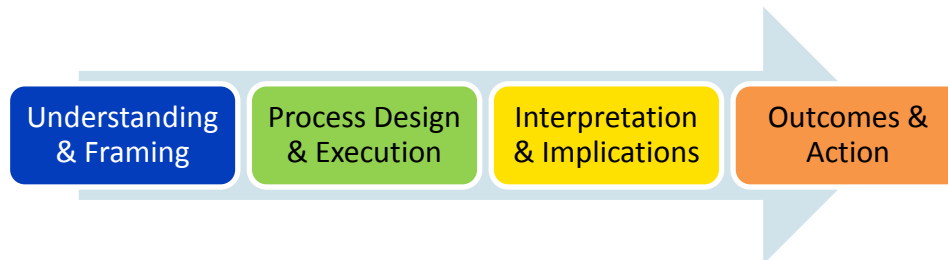 Understanding
& Framing
Process Design
& Execution
Interpretation
& Implications
Outcomes &
Action